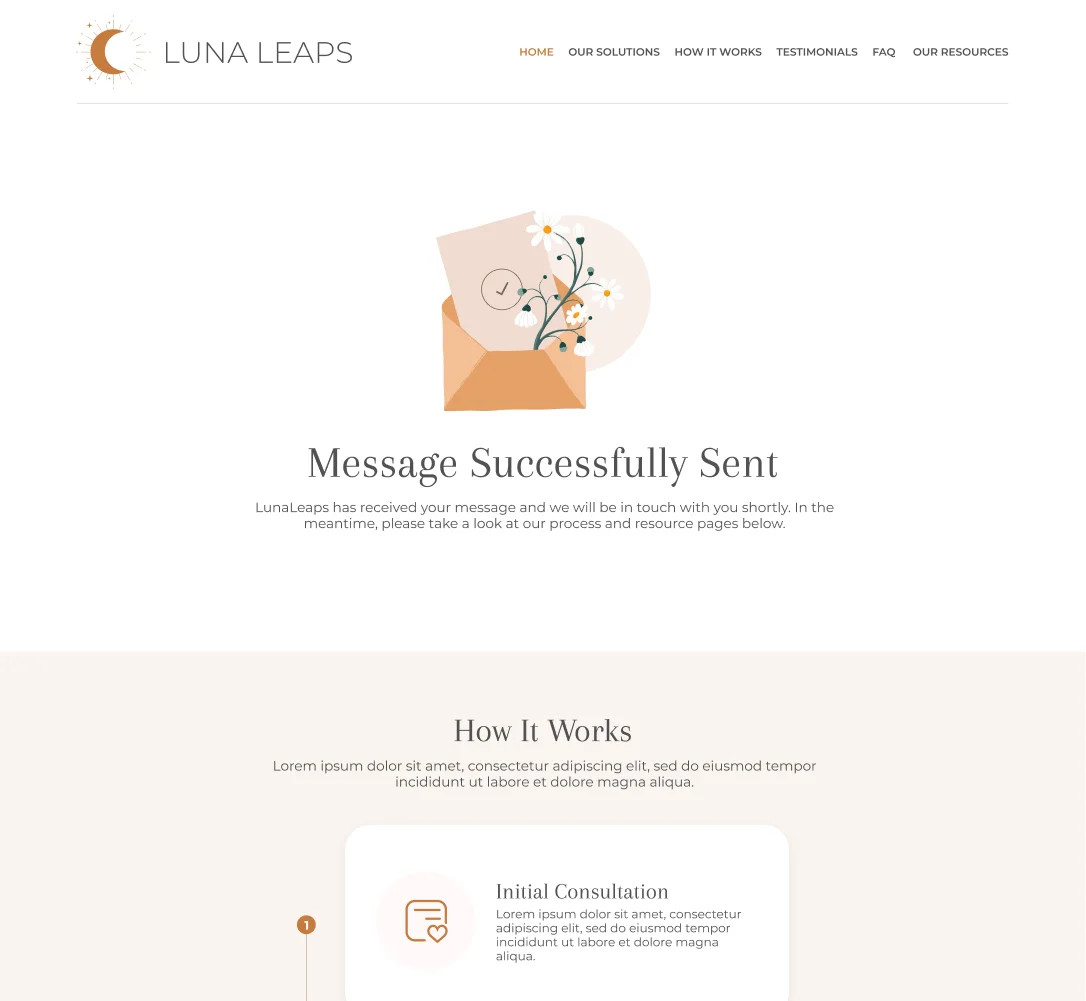 LUNA LEAPS
HOME OUR SOLUTIONS HOW IT WORKS TESTIMONIALS FAQ OUR RESOURCES
Message Successfully Sent
LunaLeaps has received your message and we will be in touch with you shortly. In the
meantime, please take a look at our process and resource pages below.
How It Works
Lorem ipsum dolor sit amet, consectetur adipiscing elit, sed do eiusmod tempor
incididunt ut labore et dolore magna aliqua.
1
Initial Consultation
Lorem ipsum dolor sit amet, consectetur
adipiscing elit, sed do eiusmod tempor
incididunt ut labore et dolore magna
aliqua.